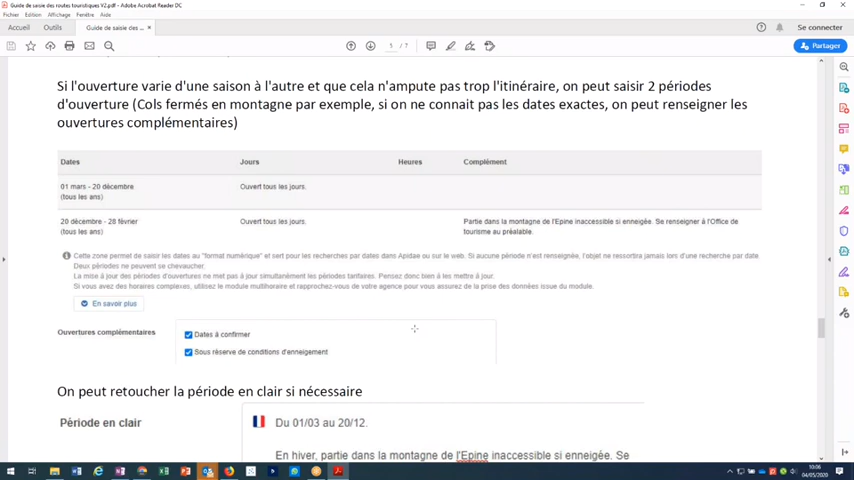 Guide de saisie des routes touristiques V2.pdf - Adobe Acrobat Reader DC
Fichier Edition Affichage Fenêtre Aide
Accueil Outils Guide de saisie des ... × Se connecter
/ 7 Partager
Si l'ouverture varie d'une saison à l'autre et que cela n'ampute pas trop l'itinéraire, on peut saisir 2 périodes
d'ouverture (Cols fermés en montagne par exemple, si on ne connait pas les dates exactes, on peut renseigner les
ouvertures complémentaires)
Dates Jours Heures Complément
01 mars - 20 décembre Ouvert tous les jours.
(tous les ans)
20 décembre - 28 février Ouvert tous les jours. Partie dans la montagne de l'Epine inaccessible si enneigée. Se renseigner à l'Office de
(tous les ans) tourisme au préalable.
Cette zone permet de saisir les dates au "format numérique" et sert pour les recherches par dates dans Apidae ou sur le web. Si aucune période n'est renseignée, l'objet ne ressortira jamais lors d'une recherche par date
Deux périodes ne peuvent se chevaucher.
La mise à jour des périodes d'ouvertures ne met pas à jour simultanément les périodes tarifaires. Pensez donc bien à les mettre à jour.
Si vous avez des horaires complexes, utilisez le module multihoraire et rapprochez-vous de votre agence pour vous assurez de la prise des données issue du module.
En savoir plus
Ouvertures complémentaires Dates à confirmer
Sous réserve de conditions d'enneigement
On peut retoucher la période en clair si nécessaire
Période en clair Du 01/03 au 20/12.
En hiver, partie dans la montagne de l'Epine inaccessible si enneigée. Se
10:06
04/05/2020